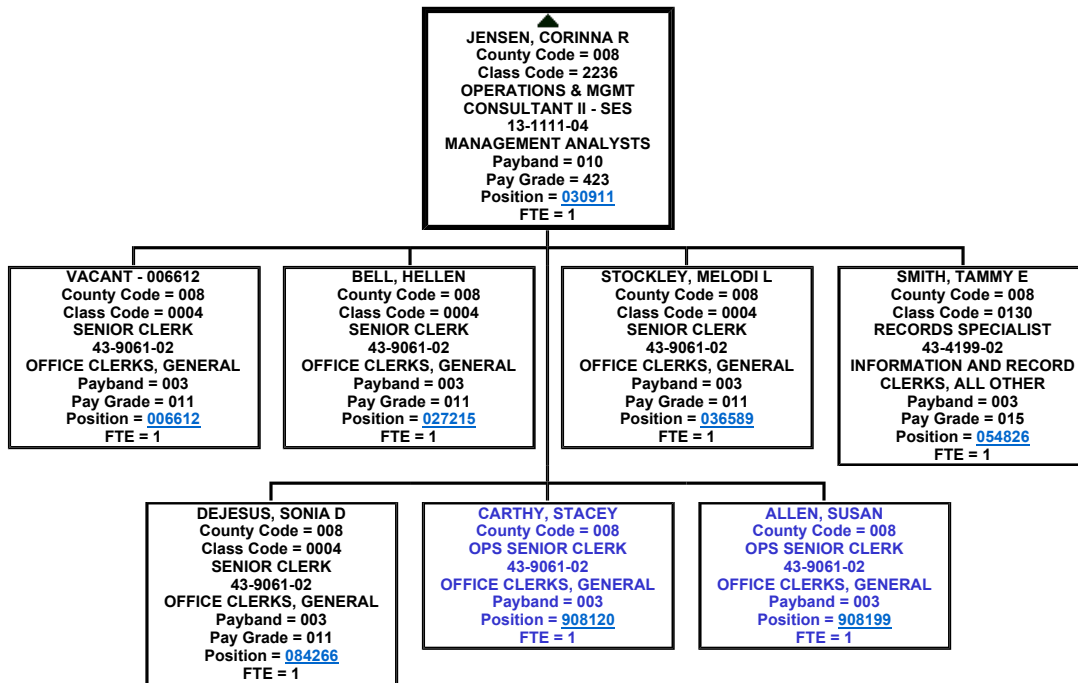 JENSEN, CORINNA R
County Code = 008
Class Code = 2236
OPERATIONS & MGMT
CONSULTANT II - SES
13-1111-04
MANAGEMENT ANALYSTS
Payband = 010
Pay Grade = 423
Position = 030911
FTE = 1
VACANT - 006612
County Code = 008
Class Code = 0004
SENIOR CLERK
43-9061-02
OFFICE CLERKS, GENERAL
Payband = 003
Pay Grade = 011
Position = 006612
FTE = 1
BELL, HELLEN
County Code = 008
Class Code = 0004
SENIOR CLERK
43-9061-02
OFFICE CLERKS, GENERAL
Payband = 003
Pay Grade = 011
Position = 027215
FTE = 1
STOCKLEY, MELODI L
County Code = 008
Class Code = 0004
SENIOR CLERK
43-9061-02
OFFICE CLERKS, GENERAL
Payband = 003
Pay Grade = 011
Position = 036589
FTE = 1
SMITH, TAMMY E
County Code = 008
Class Code = 0130
RECORDS SPECIALIST
43-4199-02
INFORMATION AND RECORD
CLERKS, ALL OTHER
Payband = 003
Pay Grade = 015
Position = 054826
FTE = 1
DEJESUS, SONIA D
County Code = 008
Class Code = 0004
SENIOR CLERK
43-9061-02
OFFICE CLERKS, GENERAL
Payband = 003
Pay Grade = 011
Position = 084266
FTE = 1
CARTHY, STACEY
County Code = 008
OPS SENIOR CLERK
43-9061-02
OFFICE CLERKS, GENERAL
Payband = 003
Position = 908120
FTE = 1
ALLEN, SUSAN
County Code = 008
OPS SENIOR CLERK
43-9061-02
OFFICE CLERKS, GENERAL
Payband = 003
Position = 908199
FTE = 1